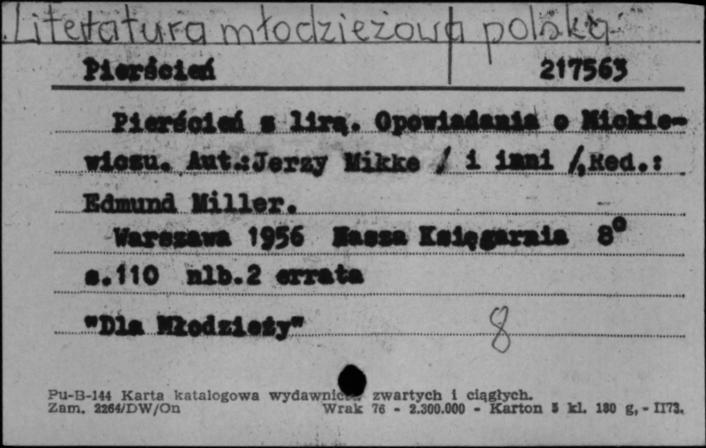 Literatura młodzieżowa polska
Pierścień 217563
Pierścień z lirą. Opowiadania o Mickie-
wiczu. Aut.:Jerzy Mikke / i inni /,Red.:
Edmund Miller.
Warszawa 1956 Nasza Księgarnia 8°
s.110 nlb.2 errata
"Dla Młodzieży" 8
Pu-B-144 Karta katalogowa wydawnictw zwartych i ciągłych.
Zam. 2264/DW/On Wrak 76 - 2.300.000 - Karton 5 kl. 180 g, - II73.